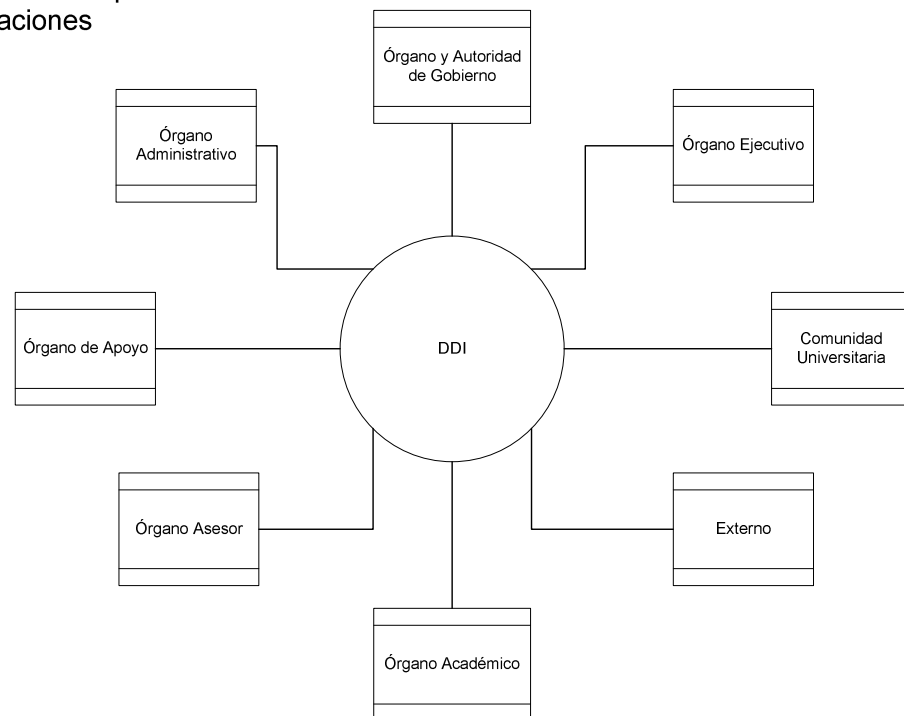 aciones
Órgano y Autoridad
de Gobierno
Órgano
Administrativo
Órgano Ejecutivo
Órgano de Apoyo
DDI
Comunidad
Universitaria
Órgano Asesor
Externo
Órgano Académico